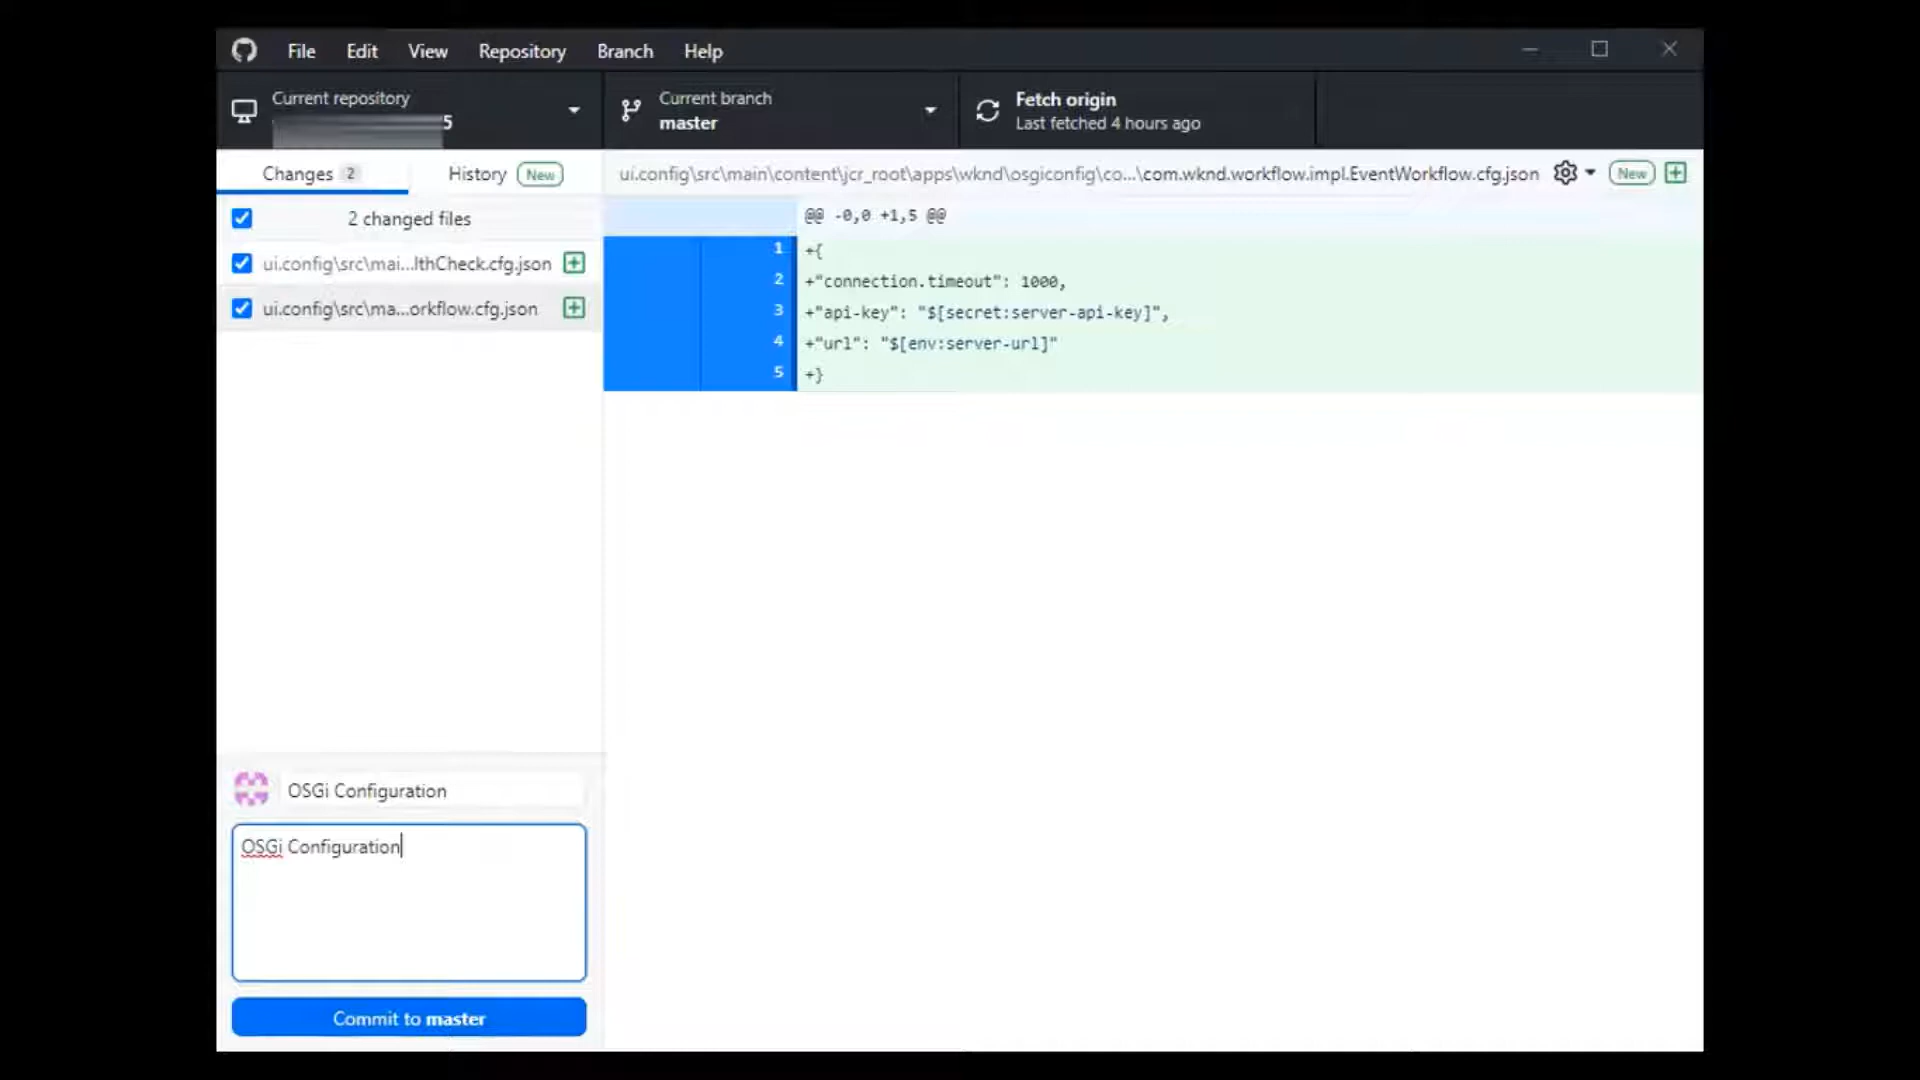 File Edit View Repository Branch Help
Current repository
5
Current branch
master
Fetch origin
Last fetched 4 hours ago
Changes 2
History New
2 changed files
ui.config\src\mai...lthCheck.cfg.json
ui.config\src\ma...orkflow.cfg.json
ui.config\src\main\content\jcr_root\apps\wknd\osgiconfig\co...\com.wknd.workflow.impl.EventWorkflow.cfg.json New
@@ -0,0 +1,5 @@
1 +{
2 +"connection.timeout": 1000,
3 +"api-key": "$[secret:server-api-key]",
4 +"url": "$[env:server-url]"
5 +}
OSGi Configuration
OSGi Configuration
Commit to master